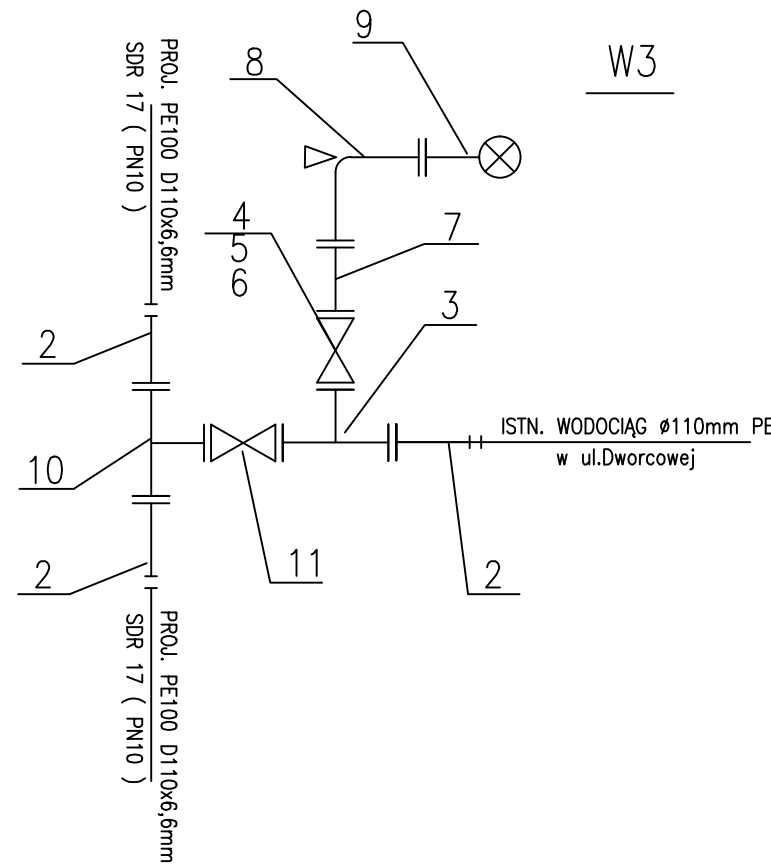 W3
9
8
PROJ. PE100 D110x6,6mm
SDR 17 ( PN10 )
4
5
6
7
3
2
ISTN. WODOCIĄG ø110mm PE
w ul.Dworcowej
10
11
2
2
PROJ. PE100 D110x6,6mm
SDR 17 ( PN10 )